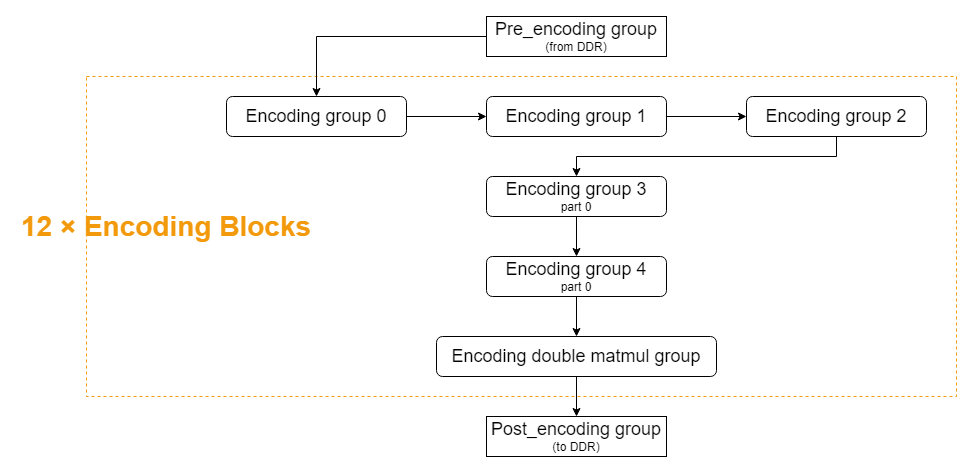 Pre_encoding group
(from DDR)
Encoding group 0
Encoding group 1
Encoding group 2
Encoding group 3
part 0
12 × Encoding Blocks
Encoding group 4
part 0
Encoding double matmul group
Post_encoding group
(to DDR)